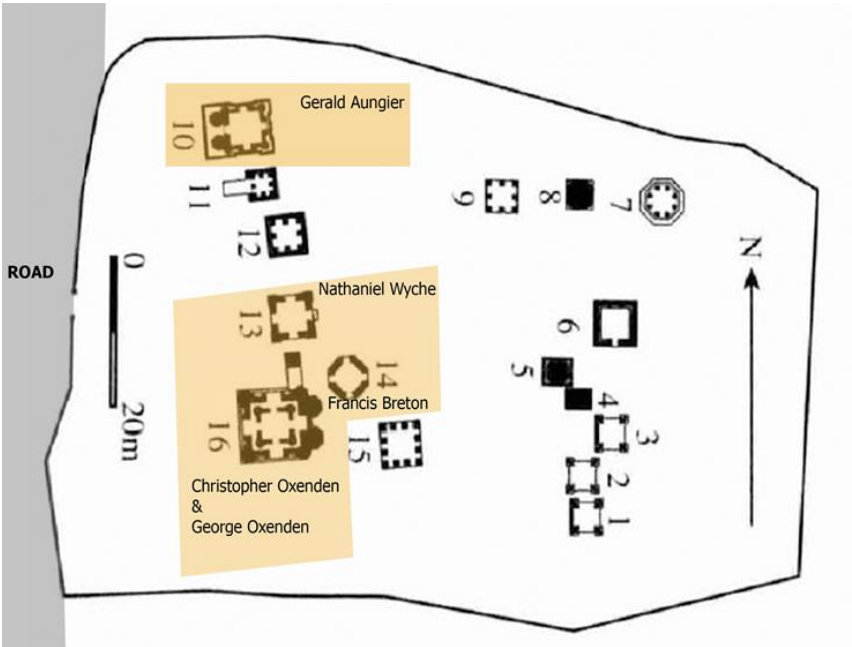 Gerald Aungier
10
11
12
9
8
7
N
ROAD
0
20m
Nathaniel Wyche
13
14
Francis Breton
16
15
Christopher Oxenden
&
George Oxenden
6
5
4
3
2
1